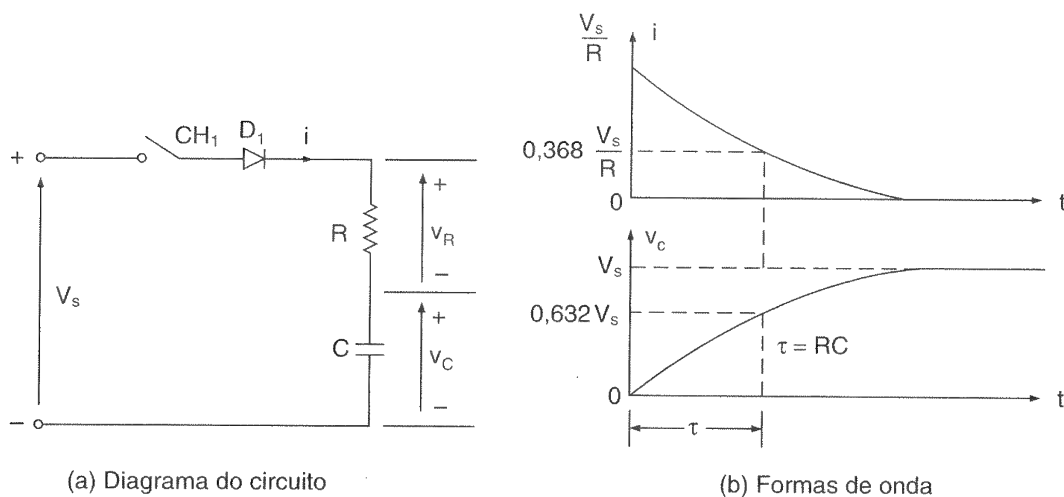 CH₁
D₁
i
+
+
R
v_R
−
V_s
+
C
v_C
−
−
(a) Diagrama do circuito
V_s/R
i
0,368 V_s/R
0
t
v_c
V_s
0,632 V_s
τ = RC
0
t
τ
(b) Formas de onda